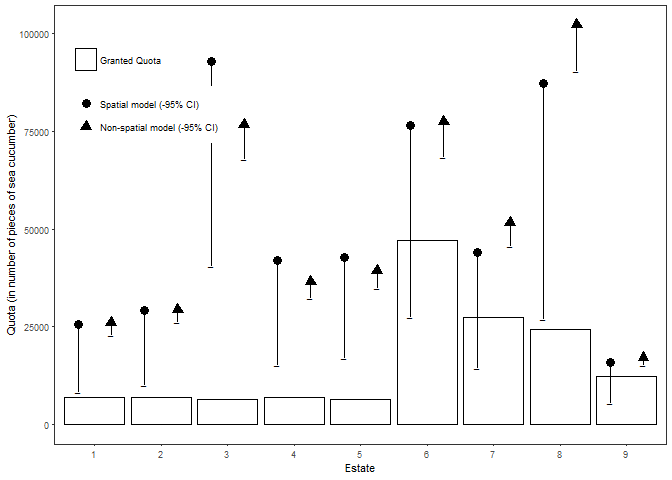 100000
75000
50000
25000
0
Quota (in number of pieces of sea cucumber)
Granted Quota
Spatial model (-95% CI)
Non-spatial model (-95% CI)
1 2 3 4 5 6 7 8 9
Estate